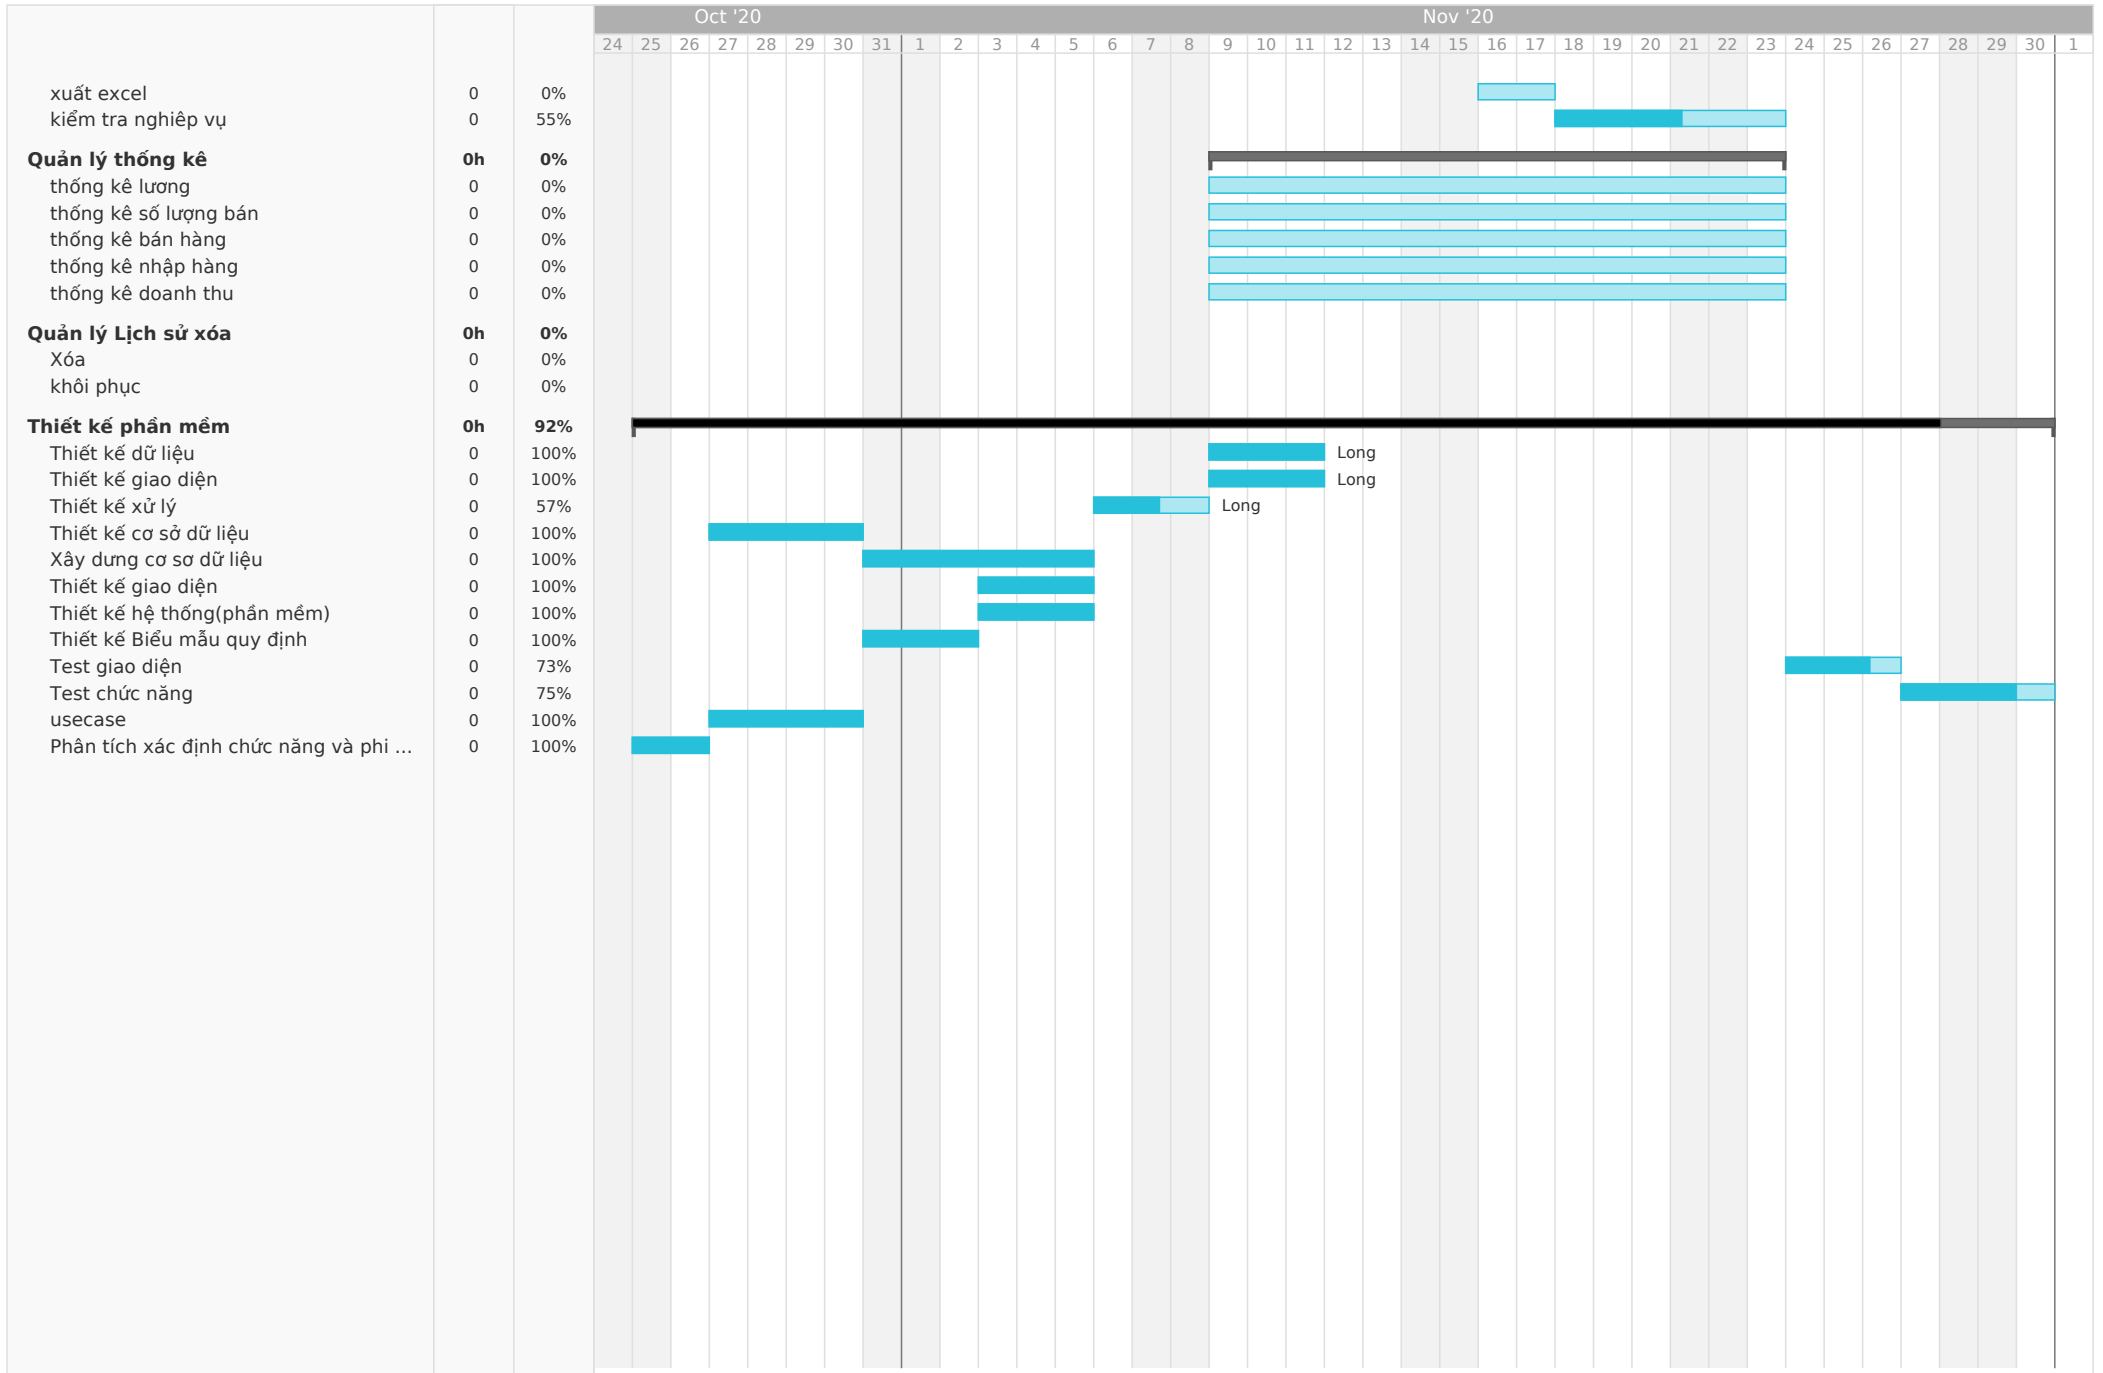 Oct '20 Nov '20
24 25 26 27 28 29 30 31 1 2 3 4 5 6 7 8 9 10 11 12 13 14 15 16 17 18 19 20 21 22 23 24 25 26 27 28 29 30 1
xuất excel 0 0%
kiểm tra nghiêp vụ 0 55%
Quản lý thống kê 0h 0%
thống kê lương 0 0%
thống kê số lượng bán 0 0%
thống kê bán hàng 0 0%
thống kê nhập hàng 0 0%
thống kê doanh thu 0 0%
Quản lý Lịch sử xóa 0h 0%
Xóa 0 0%
khôi phục 0 0%
Thiết kế phần mềm 0h 92%
Thiết kế dữ liệu 0 100% Long
Thiết kế giao diện 0 100% Long
Thiết kế xử lý 0 57% Long
Thiết kế cơ sở dữ liệu 0 100%
Xây dưng cơ sơ dữ liệu 0 100%
Thiết kế giao diện 0 100%
Thiết kế hệ thống(phần mềm) 0 100%
Thiết kế Biểu mẫu quy định 0 100%
Test giao diện 0 73%
Test chức năng 0 75%
usecase 0 100%
Phân tích xác định chức năng và phi ... 0 100%